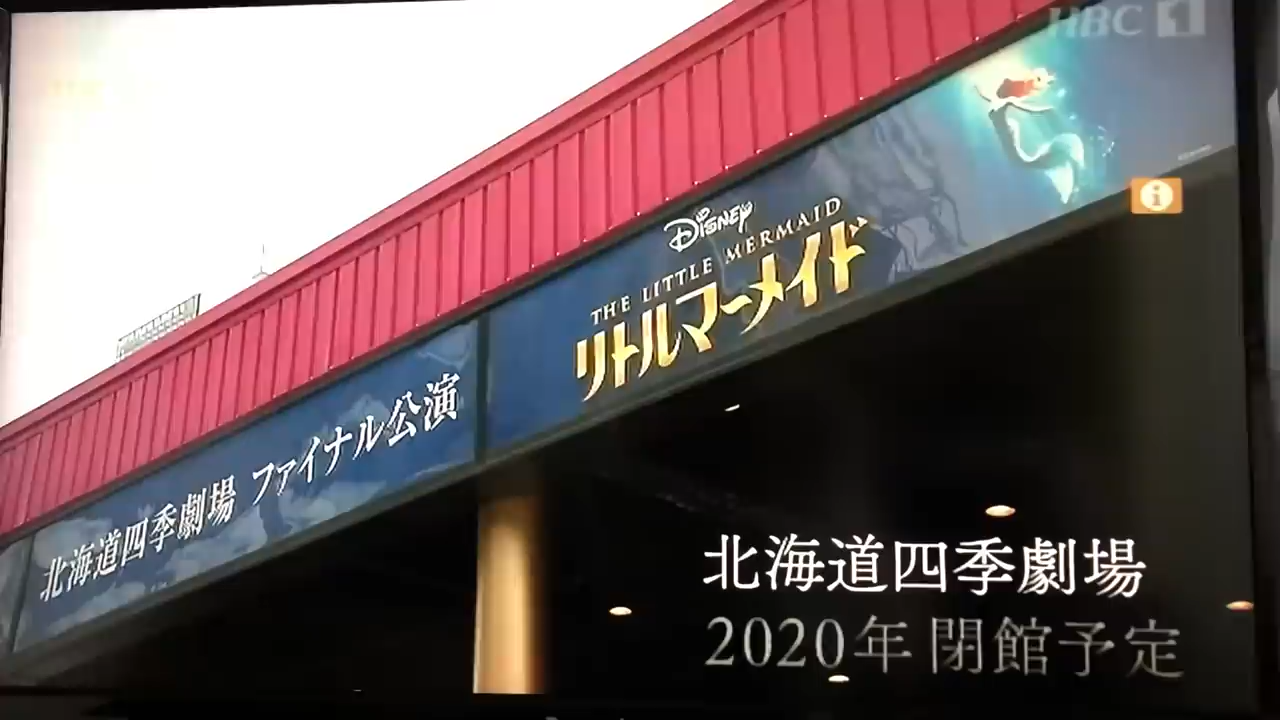 HBC 1
DISNEY
THE LITTLE MERMAID
リトルマーメイド
北海道四季劇場 ファイナル公演
i
北海道四季劇場
2020年 閉館予定